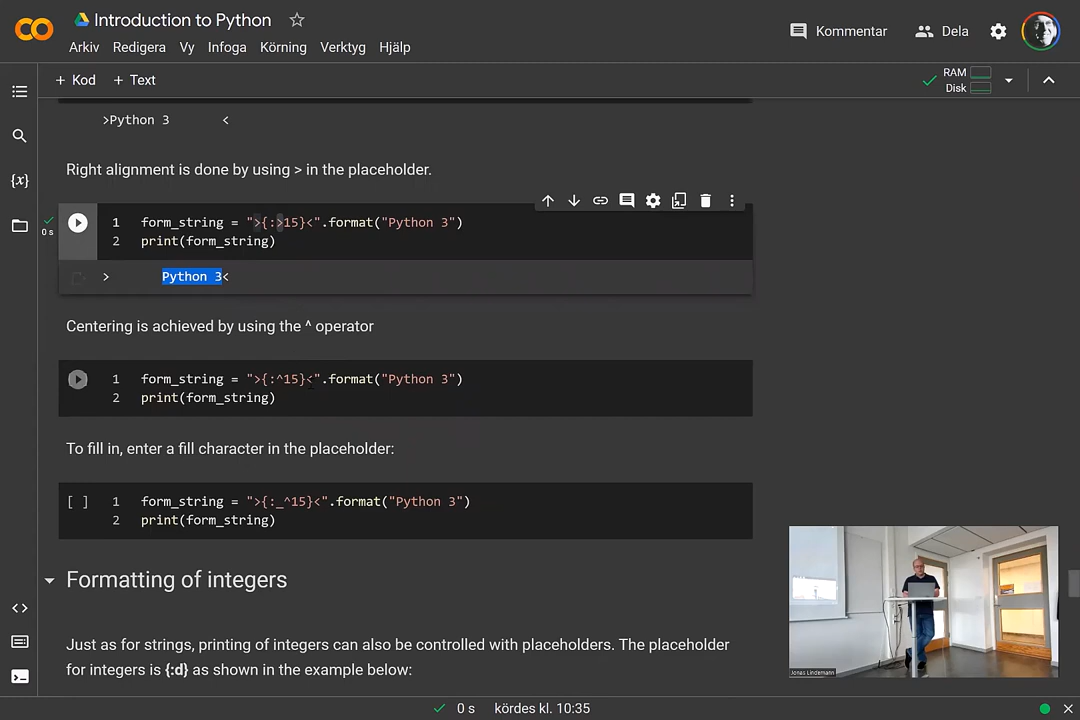 Introduction to Python
Arkiv Redigera Vy Infoga Körning Verktyg Hjälp
Kommentar
Dela
+ Kod + Text
RAM
Disk
>Python 3       <
Right alignment is done by using > in the placeholder.
{x}
0 s
1 form_string = ">{:>15}<".format("Python 3")
2 print(form_string)
>       Python 3<
Centering is achieved by using the ^ operator
1 form_string = ">{:^15}<".format("Python 3")
2 print(form_string)
To fill in, enter a fill character in the placeholder:
[ ] 1 form_string = ">{:_^15}<".format("Python 3")
2 print(form_string)
Formatting of integers
Just as for strings, printing of integers can also be controlled with placeholders. The placeholder
for integers is {:d} as shown in the example below:
Jonas Lindemann
0 s kördes kl. 10:35